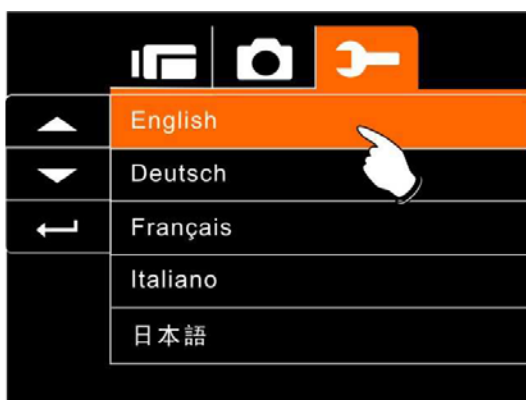 English
Deutsch
Français
Italiano
日本語